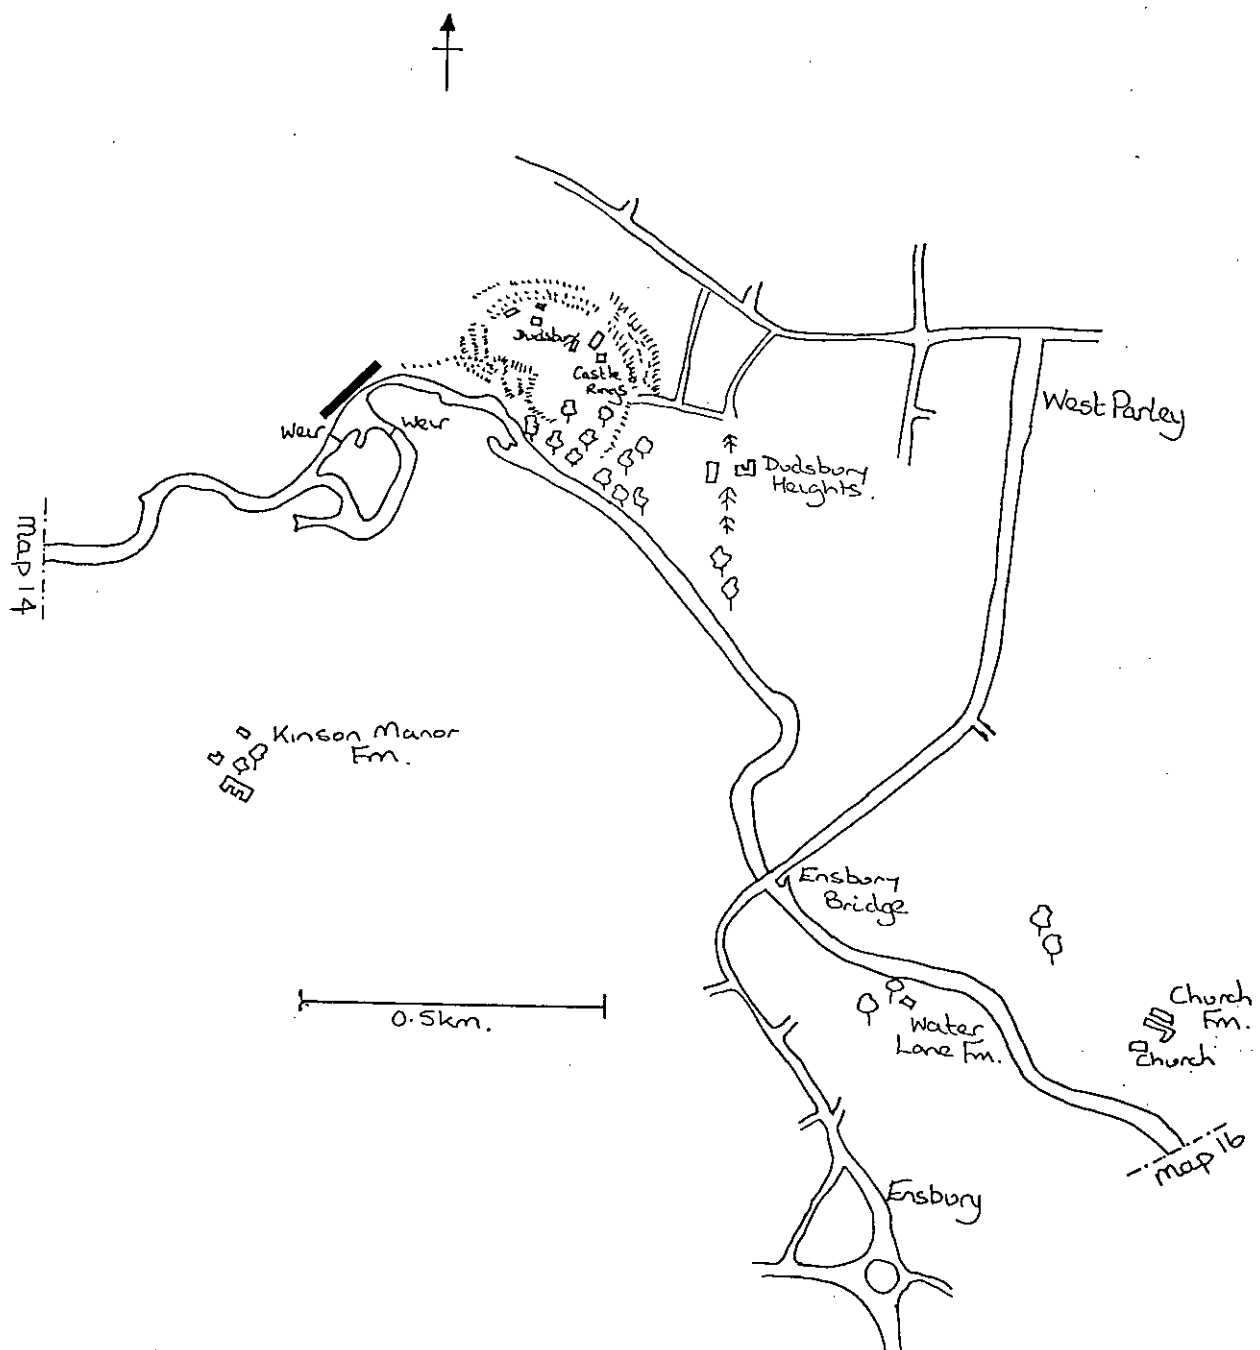 Dudsbury
Castle
Rings
West Parley
Weir
Weir
Dudsbury
Heights.
map 14
Kinson Manor
Fm.
Ensbury
Bridge
0.5km.
Water
Lane Fm.
Church
Fm.
Church
map 16
Ensbury